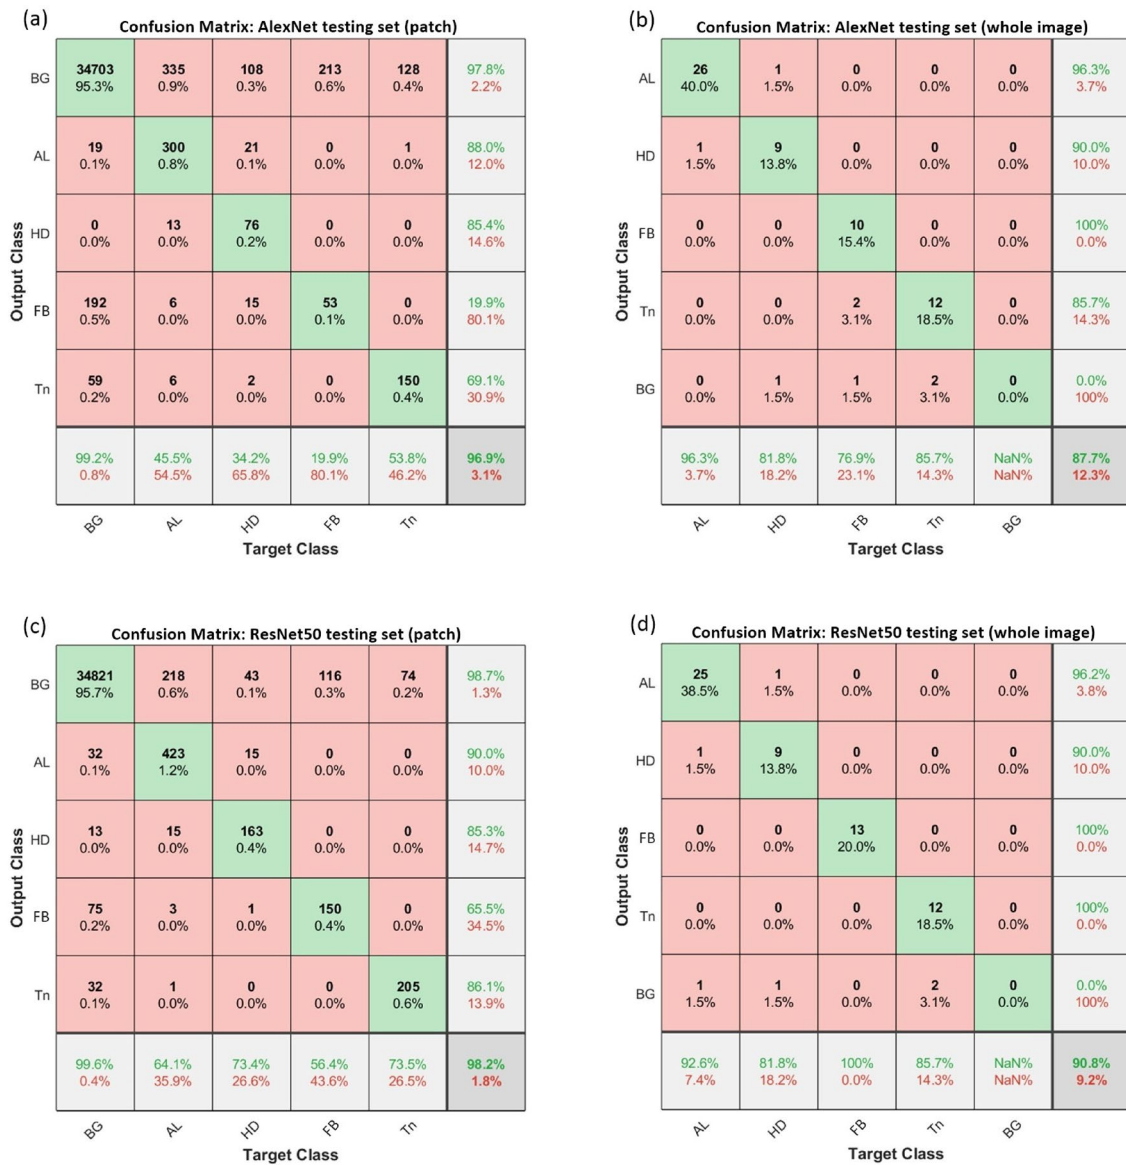 (a)
Confusion Matrix: AlexNet testing set (patch)
BG 34703 335 108 213 128 97.8%
95.3% 0.9% 0.3% 0.6% 0.4% 2.2%
AL 19 300 21 0 1 88.0%
0.1% 0.8% 0.1% 0.0% 0.0% 12.0%
HD 0 13 76 0 0 85.4%
0.0% 0.0% 0.2% 0.0% 0.0% 14.6%
FB 192 6 15 53 0 19.9%
0.5% 0.0% 0.0% 0.1% 0.0% 80.1%
Tn 59 6 2 0 150 69.1%
0.2% 0.0% 0.0% 0.0% 0.4% 30.9%
99.2% 45.5% 34.2% 19.9% 53.8% 96.9%
0.8% 54.5% 65.8% 80.1% 46.2% 3.1%
BG AL HD FB Tn
Target Class
Output Class
(b)
Confusion Matrix: AlexNet testing set (whole image)
AL 26 1 0 0 0 96.3%
40.0% 1.5% 0.0% 0.0% 0.0% 3.7%
HD 1 9 0 0 0 90.0%
1.5% 13.8% 0.0% 0.0% 0.0% 10.0%
FB 0 0 10 0 0 100%
0.0% 0.0% 15.4% 0.0% 0.0% 0.0%
Tn 0 0 2 12 0 85.7%
0.0% 0.0% 3.1% 18.5% 0.0% 14.3%
BG 0 1 1 2 0 0.0%
0.0% 1.5% 1.5% 3.1% 0.0% 100%
96.3% 81.8% 76.9% 85.7% NaN% 87.7%
3.7% 18.2% 23.1% 14.3% NaN% 12.3%
AL HD FB Tn BG
Target Class
Output Class
(c)
Confusion Matrix: ResNet50 testing set (patch)
BG 34821 218 43 116 74 98.7%
95.7% 0.6% 0.1% 0.3% 0.2% 1.3%
AL 32 423 15 0 0 90.0%
0.1% 1.2% 0.0% 0.0% 0.0% 10.0%
HD 13 15 163 0 0 85.3%
0.0% 0.0% 0.4% 0.0% 0.0% 14.7%
FB 75 3 1 150 0 65.5%
0.2% 0.0% 0.0% 0.4% 0.0% 34.5%
Tn 32 1 0 0 205 86.1%
0.1% 0.0% 0.0% 0.0% 0.6% 13.9%
99.6% 64.1% 73.4% 56.4% 73.5% 98.2%
0.4% 35.9% 26.6% 43.6% 26.5% 1.8%
BG AL HD FB Tn
Target Class
Output Class
(d)
Confusion Matrix: ResNet50 testing set (whole image)
AL 25 1 0 0 0 96.2%
38.5% 1.5% 0.0% 0.0% 0.0% 3.8%
HD 1 9 0 0 0 90.0%
1.5% 13.8% 0.0% 0.0% 0.0% 10.0%
FB 0 0 13 0 0 100%
0.0% 0.0% 20.0% 0.0% 0.0% 0.0%
Tn 0 0 0 12 0 100%
0.0% 0.0% 0.0% 18.5% 0.0% 0.0%
BG 1 1 0 2 0 0.0%
1.5% 1.5% 0.0% 3.1% 0.0% 100%
92.6% 81.8% 100% 85.7% NaN% 90.8%
7.4% 18.2% 0.0% 14.3% NaN% 9.2%
AL HD FB Tn BG
Target Class
Output Class